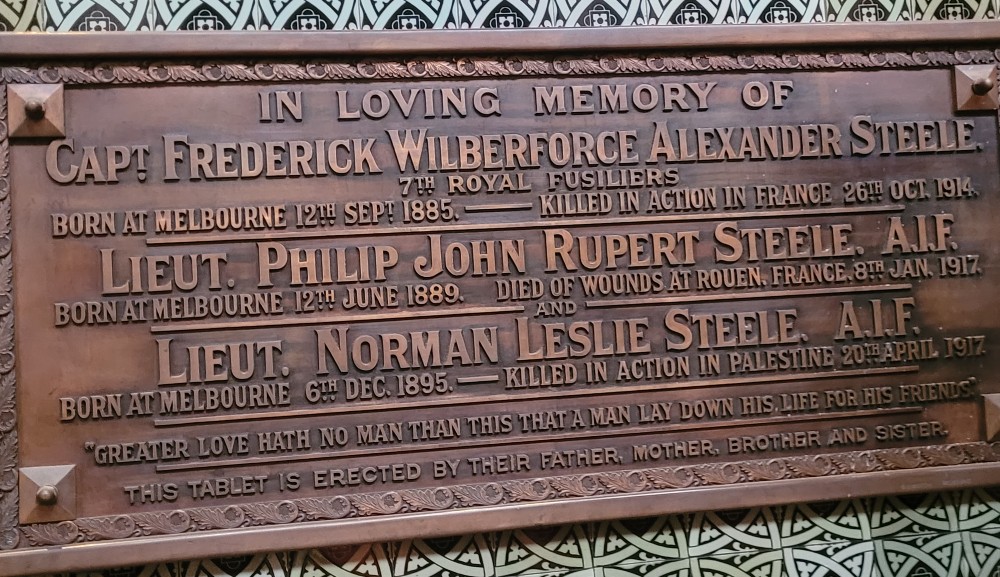 IN LOVING MEMORY OF
CAPT. FREDERICK WILBERFORCE ALEXANDER STEELE.
7TH ROYAL FUSILIERS
BORN AT MELBOURNE 12TH SEPT 1885. — KILLED IN ACTION IN FRANCE 26TH OCT. 1914.
LIEUT. PHILIP JOHN RUPERT STEELE. A.I.F.
BORN AT MELBOURNE 12TH JUNE 1889. DIED OF WOUNDS AT ROUEN, FRANCE, 8TH JAN. 1917.
AND
LIEUT. NORMAN LESLIE STEELE. A.I.F.
BORN AT MELBOURNE 6TH DEC. 1895. — KILLED IN ACTION IN PALESTINE 20TH APRIL 1917
"GREATER LOVE HATH NO MAN THAN THIS THAT A MAN LAY DOWN HIS LIFE FOR HIS FRIENDS"
THIS TABLET IS ERECTED BY THEIR FATHER, MOTHER, BROTHER AND SISTER.